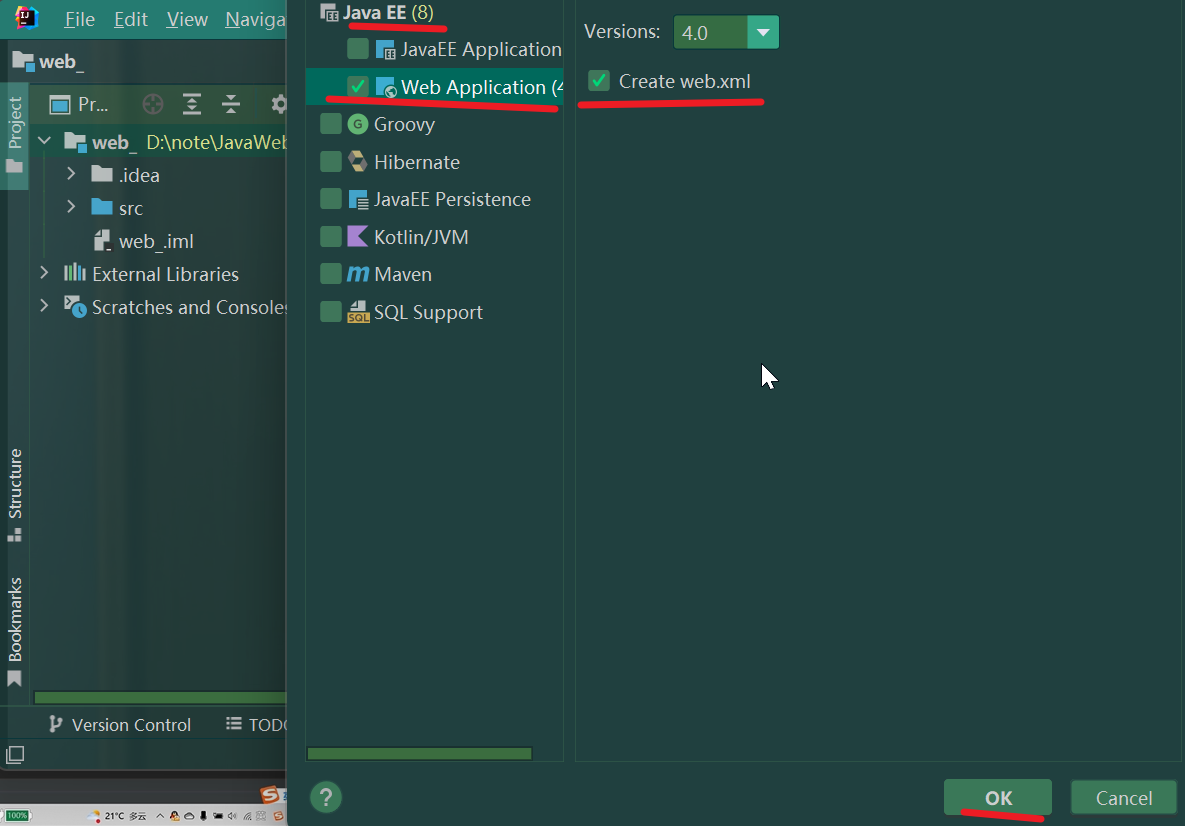 File Edit View Naviga
web_
Pr...
Project
web_ D:\note\JavaWeb
.idea
src
web_.iml
External Libraries
Scratches and Consoles
Structure
Bookmarks
Version Control
TODO
100%
21°C 多云
Java EE (8)
JavaEE Application
Web Application (4
Groovy
Hibernate
JavaEE Persistence
Kotlin/JVM
Maven
SQL Support
Versions: 4.0
Create web.xml
?
OK
Cancel